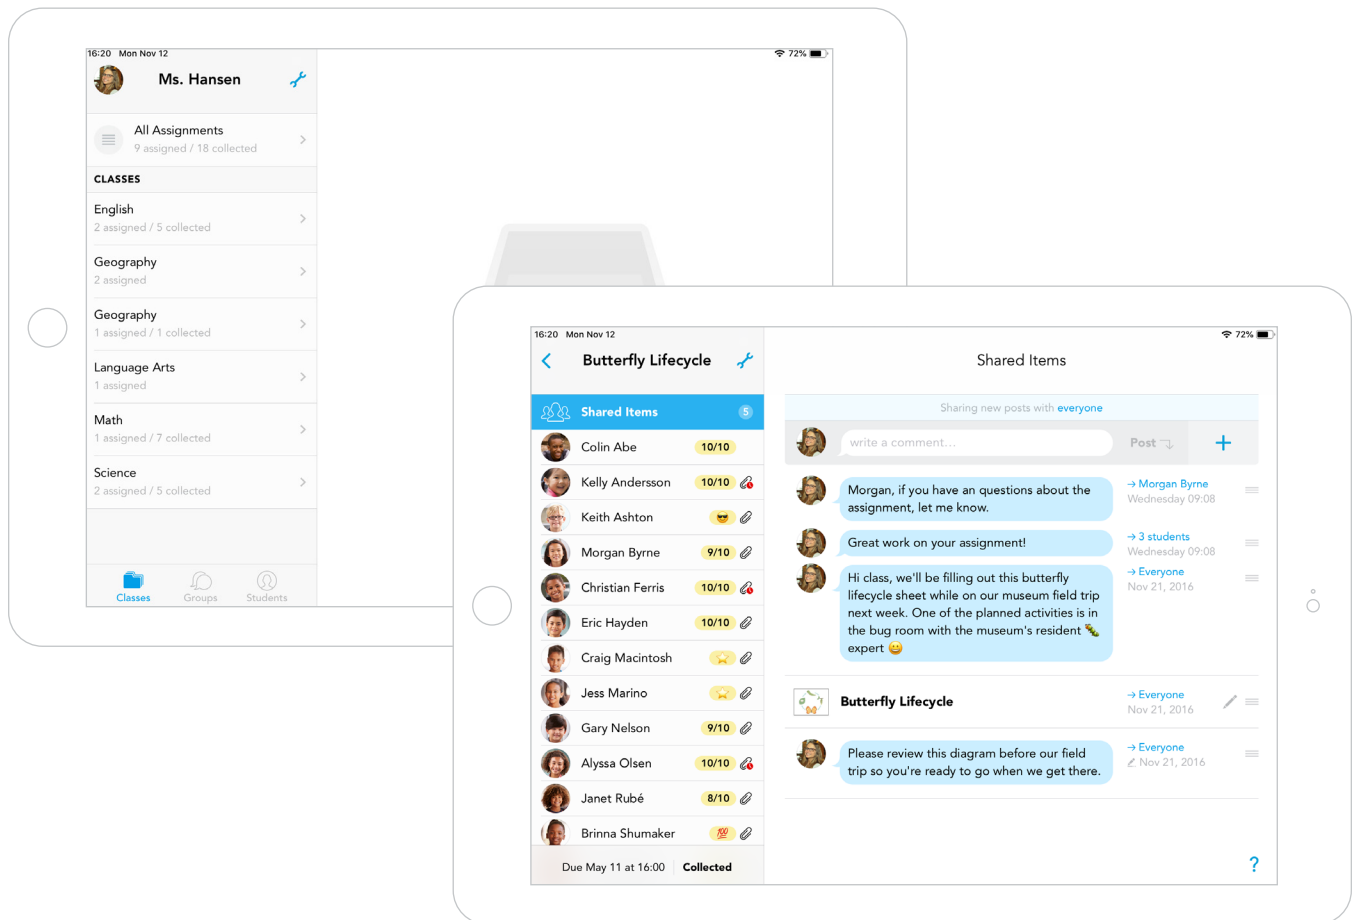 16:20 Mon Nov 12
72%
Ms. Hansen
All Assignments
9 assigned / 18 collected
CLASSES
English
2 assigned / 5 collected
Geography
2 assigned
Geography
1 assigned / 1 collected
Language Arts
1 assigned
Math
1 assigned / 7 collected
Science
2 assigned / 5 collected
Classes
Groups
Students
16:20 Mon Nov 12
72%
Butterfly Lifecycle
Shared Items 5
Colin Abe 10/10
Kelly Andersson 10/10
Keith Ashton 😎
Morgan Byrne 9/10
Christian Ferris 10/10
Eric Hayden 10/10
Craig Macintosh ⭐
Jess Marino ⭐
Gary Nelson 9/10
Alyssa Olsen 10/10
Janet Rubé 8/10
Brinna Shumaker 💯
Due May 11 at 16:00 Collected
Shared Items
Sharing new posts with everyone
write a comment...
Post
+
Morgan, if you have an questions about the
assignment, let me know.
→ Morgan Byrne
Wednesday 09:08
Great work on your assignment!
→ 3 students
Wednesday 09:08
Hi class, we'll be filling out this butterfly
lifecycle sheet while on our museum field trip
next week. One of the planned activities is in
the bug room with the museum's resident 🐛
expert 😀
→ Everyone
Nov 21, 2016
Butterfly Lifecycle
→ Everyone
Nov 21, 2016
Please review this diagram before our field
trip so you're ready to go when we get there.
→ Everyone
Nov 21, 2016
?